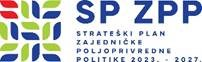 SP ZPP
STRATEŠKI PLAN
ZAJEDNIČKE
POLJOPRIVREDNE
POLITIKE 2023. - 2027.